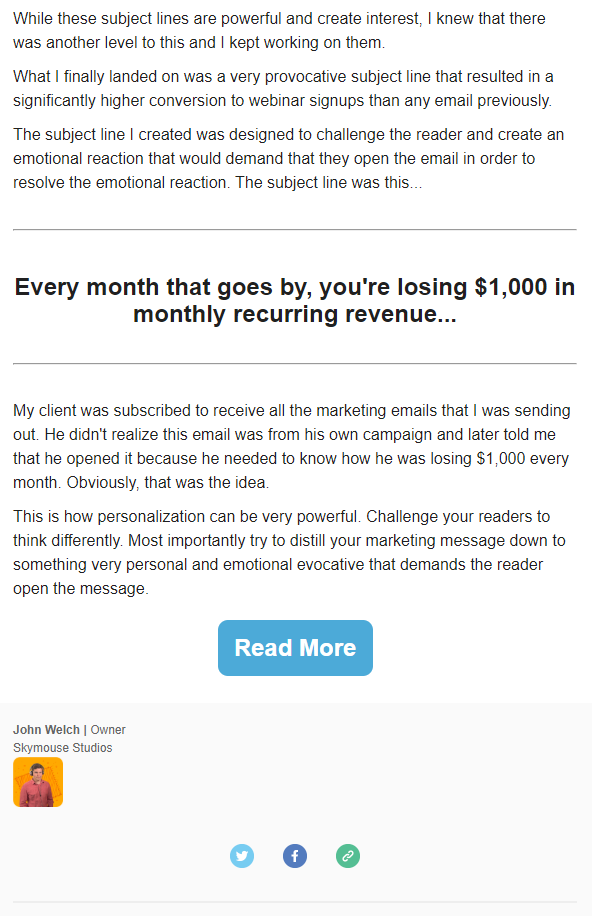 While these subject lines are powerful and create interest, I knew that there
was another level to this and I kept working on them.
What I finally landed on was a very provocative subject line that resulted in a
significantly higher conversion to webinar signups than any email previously.
The subject line I created was designed to challenge the reader and create an
emotional reaction that would demand that they open the email in order to
resolve the emotional reaction. The subject line was this...
Every month that goes by, you're losing $1,000 in
monthly recurring revenue...
My client was subscribed to receive all the marketing emails that I was sending
out. He didn't realize this email was from his own campaign and later told me
that he opened it because he needed to know how he was losing $1,000 every
month. Obviously, that was the idea.
This is how personalization can be very powerful. Challenge your readers to
think differently. Most importantly try to distill your marketing message down to
something very personal and emotional evocative that demands the reader
open the message.
Read More
John Welch | Owner
Skymouse Studios